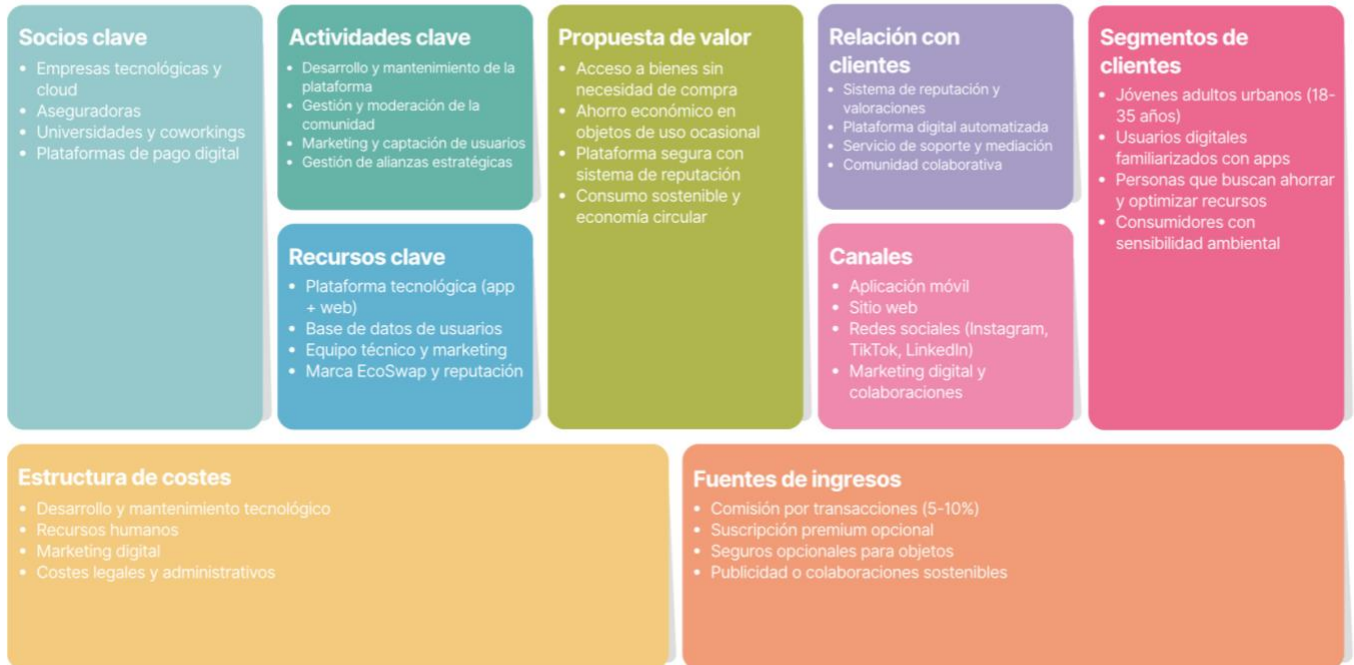 Socios clave
• Empresas tecnológicas y
cloud
• Aseguradoras
• Universidades y coworkings
• Plataformas de pago digital
Actividades clave
• Desarrollo y mantenimiento de la
plataforma
• Gestión y moderación de la
comunidad
• Marketing y captación de usuarios
• Gestión de alianzas estratégicas
Recursos clave
• Plataforma tecnológica (app
+ web)
• Base de datos de usuarios
• Equipo técnico y marketing
• Marca EcoSwap y reputación
Propuesta de valor
• Acceso a bienes sin
necesidad de compra
• Ahorro económico en
objetos de uso ocasional
• Plataforma segura con
sistema de reputación
• Consumo sostenible y
economía circular
Relación con
clientes
• Sistema de reputación y
valoraciones
• Plataforma digital automatizada
• Servicio de soporte y mediación
• Comunidad colaborativa
Canales
• Aplicación móvil
• Sitio web
• Redes sociales (Instagram,
TikTok, LinkedIn)
• Marketing digital y
colaboraciones
Segmentos de
clientes
• Jóvenes adultos urbanos (18-
35 años)
• Usuarios digitales
familiarizados con apps
• Personas que buscan ahorrar
y optimizar recursos
• Consumidores con
sensibilidad ambiental
Estructura de costes
• Desarrollo y mantenimiento tecnológico
• Recursos humanos
• Marketing digital
• Costes legales y administrativos
Fuentes de ingresos
• Comisión por transacciones (5-10%)
• Suscripción premium opcional
• Seguros opcionales para objetos
• Publicidad o colaboraciones sostenibles